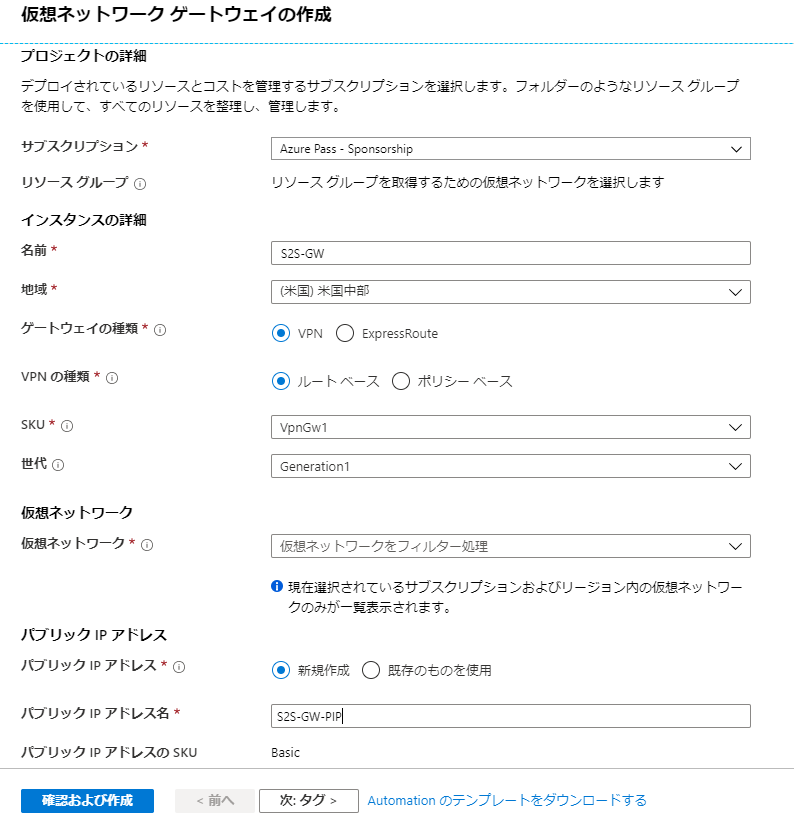 仮想ネットワーク ゲートウェイの作成
プロジェクトの詳細
デプロイされているリソースとコストを管理するサブスクリプションを選択します。フォルダーのようなリソース グループ
を使用して、すべてのリソースを整理し、管理します。
サブスクリプション *
Azure Pass - Sponsorship
リソース グループ
リソース グループを取得するための仮想ネットワークを選択します
インスタンスの詳細
名前 *
S2S-GW
地域 *
(米国) 米国中部
ゲートウェイの種類 *
VPN ExpressRoute
VPN の種類 *
ルート ベース ポリシー ベース
SKU *
VpnGw1
世代
Generation1
仮想ネットワーク
仮想ネットワーク *
仮想ネットワークをフィルター処理
現在選択されているサブスクリプションおよびリージョン内の仮想ネットワー
クのみが一覧表示されます。
パブリック IP アドレス
パブリック IP アドレス *
新規作成 既存のものを使用
パブリック IP アドレス名 *
S2S-GW-PIP
パブリック IP アドレスの SKU
Basic
確認および作成
< 前へ
次: タグ >
Automation のテンプレートをダウンロードする